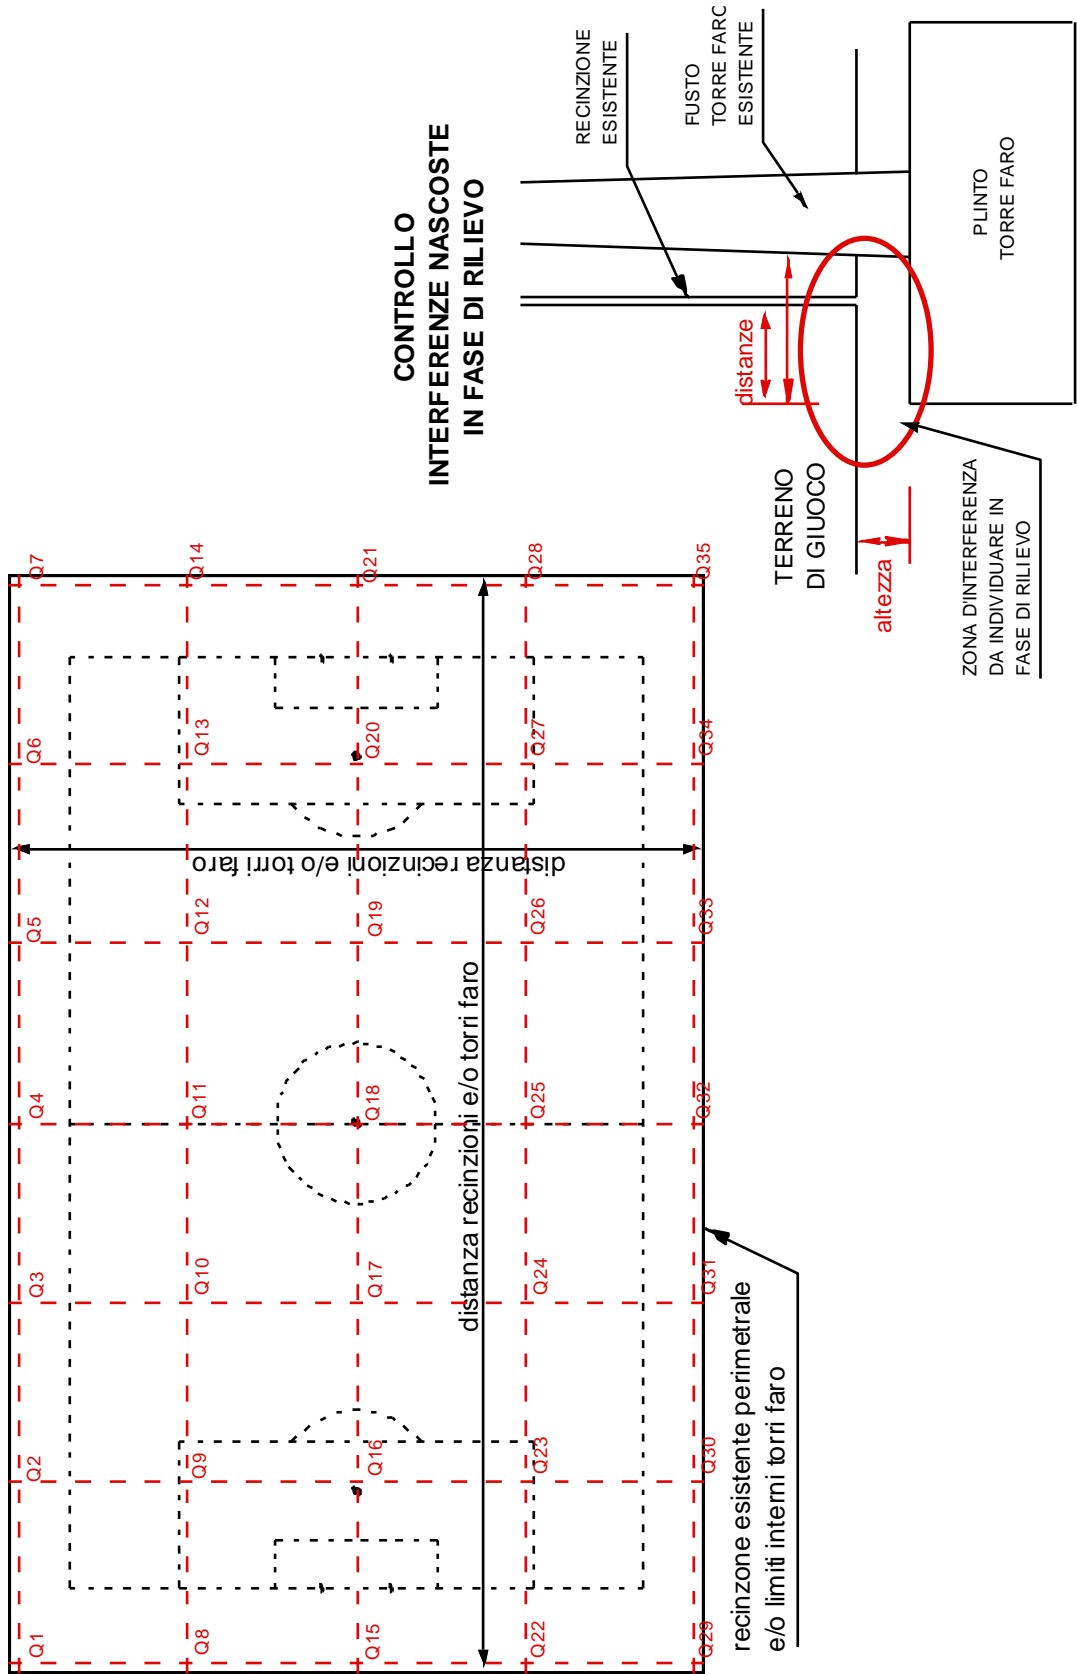 Q1
Q2
Q3
Q4
Q5
Q6
Q7
Q8
Q9
Q10
Q11
Q12
Q13
Q14
Q15
Q16
Q17
Q18
Q19
Q20
Q21
Q22
Q23
Q24
Q25
Q26
Q27
Q28
Q29
Q30
Q31
Q32
Q33
Q34
Q35
distanza recinzioni e/o torri faro
distanza recinzioni e/o torri faro
recinzone esistente perimetrale
e/o limiti interni torri faro
CONTROLLO
INTERFERENZE NASCOSTE
IN FASE DI RILIEVO
RECINZIONE
ESISTENTE
FUSTO
TORRE FARO
ESISTENTE
distanze
TERRENO
DI GIUOCO
altezza
PLINTO
TORRE FARO
ZONA D'INTERFERENZA
DA INDIVIDUARE IN
FASE DI RILIEVO